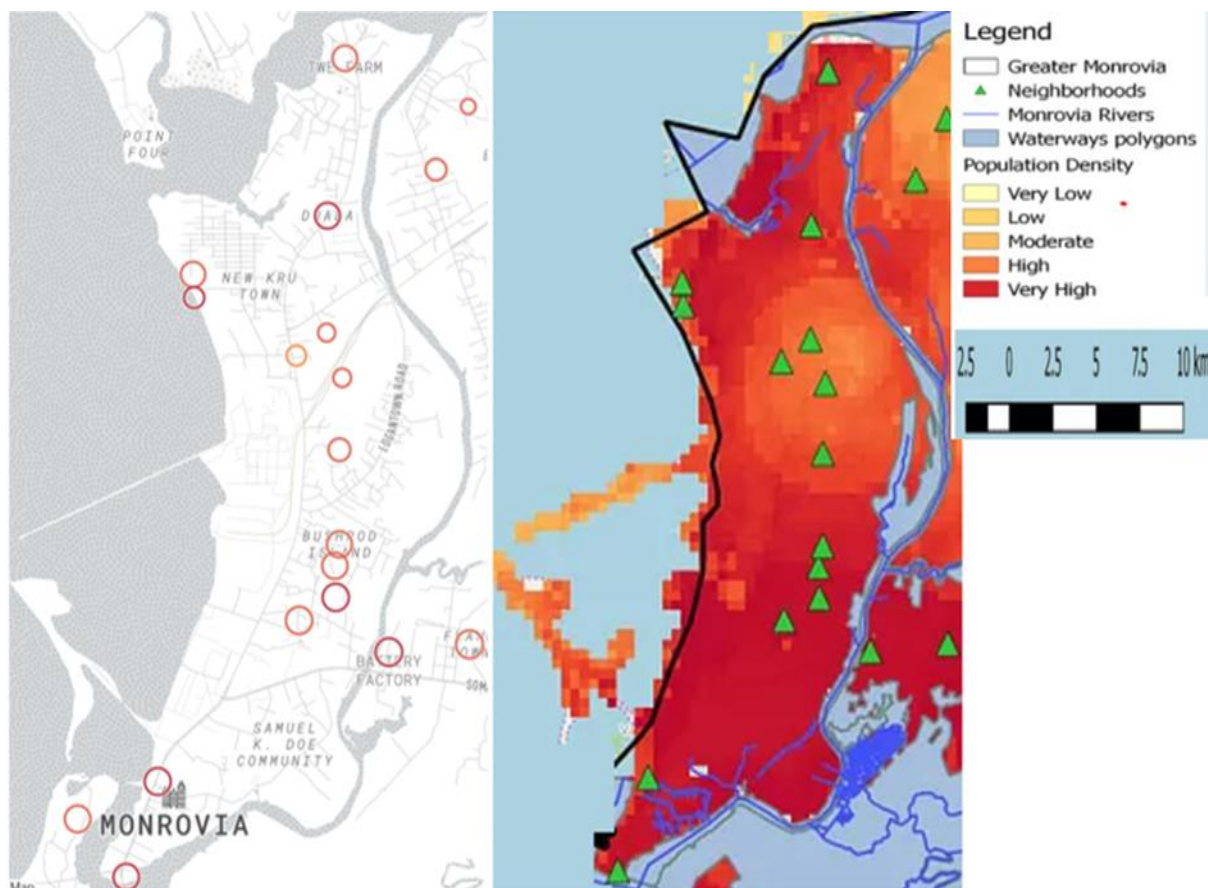 TWE FARM
POINT
FOUR
DUALA
NEW KRU
TOWN
LOGANTOWN ROAD
BUSHROD
ISLAND
BATTERY
FACTORY
SOM
SAMUEL
K. DOE
COMMUNITY
MONROVIA
Map
Legend
Greater Monrovia
Neighborhoods
Monrovia Rivers
Waterways polygons
Population Density
Very Low
Low
Moderate
High
Very High
2.5 0 2.5 5 7.5 10 km